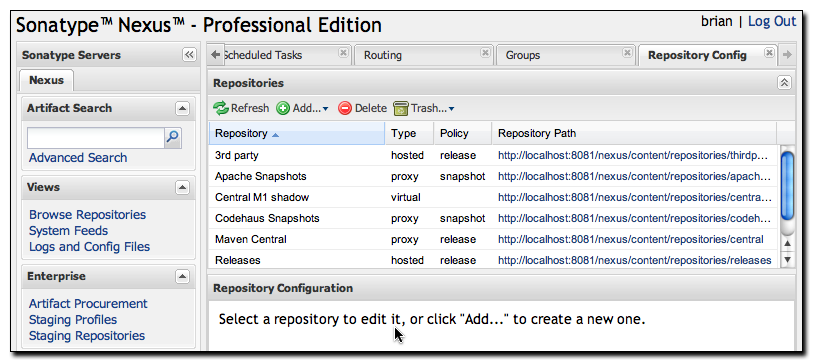 Sonatype™ Nexus™ - Professional Edition
brian | Log Out
Sonatype Servers
Scheduled Tasks
Routing
Groups
Repository Config
Nexus
Repositories
Artifact Search
Refresh Add... Delete Trash...
Advanced Search
Repository Type Policy Repository Path
3rd party hosted release http://localhost:8081/nexus/content/repositories/thirdp...
Apache Snapshots proxy snapshot http://localhost:8081/nexus/content/repositories/apach...
Central M1 shadow virtual http://localhost:8081/nexus/content/repositories/centra...
Codehaus Snapshots proxy snapshot http://localhost:8081/nexus/content/repositories/codeh...
Maven Central proxy release http://localhost:8081/nexus/content/repositories/central
Releases hosted release http://localhost:8081/nexus/content/repositories/releases
Views
Browse Repositories
System Feeds
Logs and Config Files
Enterprise
Artifact Procurement
Staging Profiles
Staging Repositories
Repository Configuration
Select a repository to edit it, or click "Add..." to create a new one.